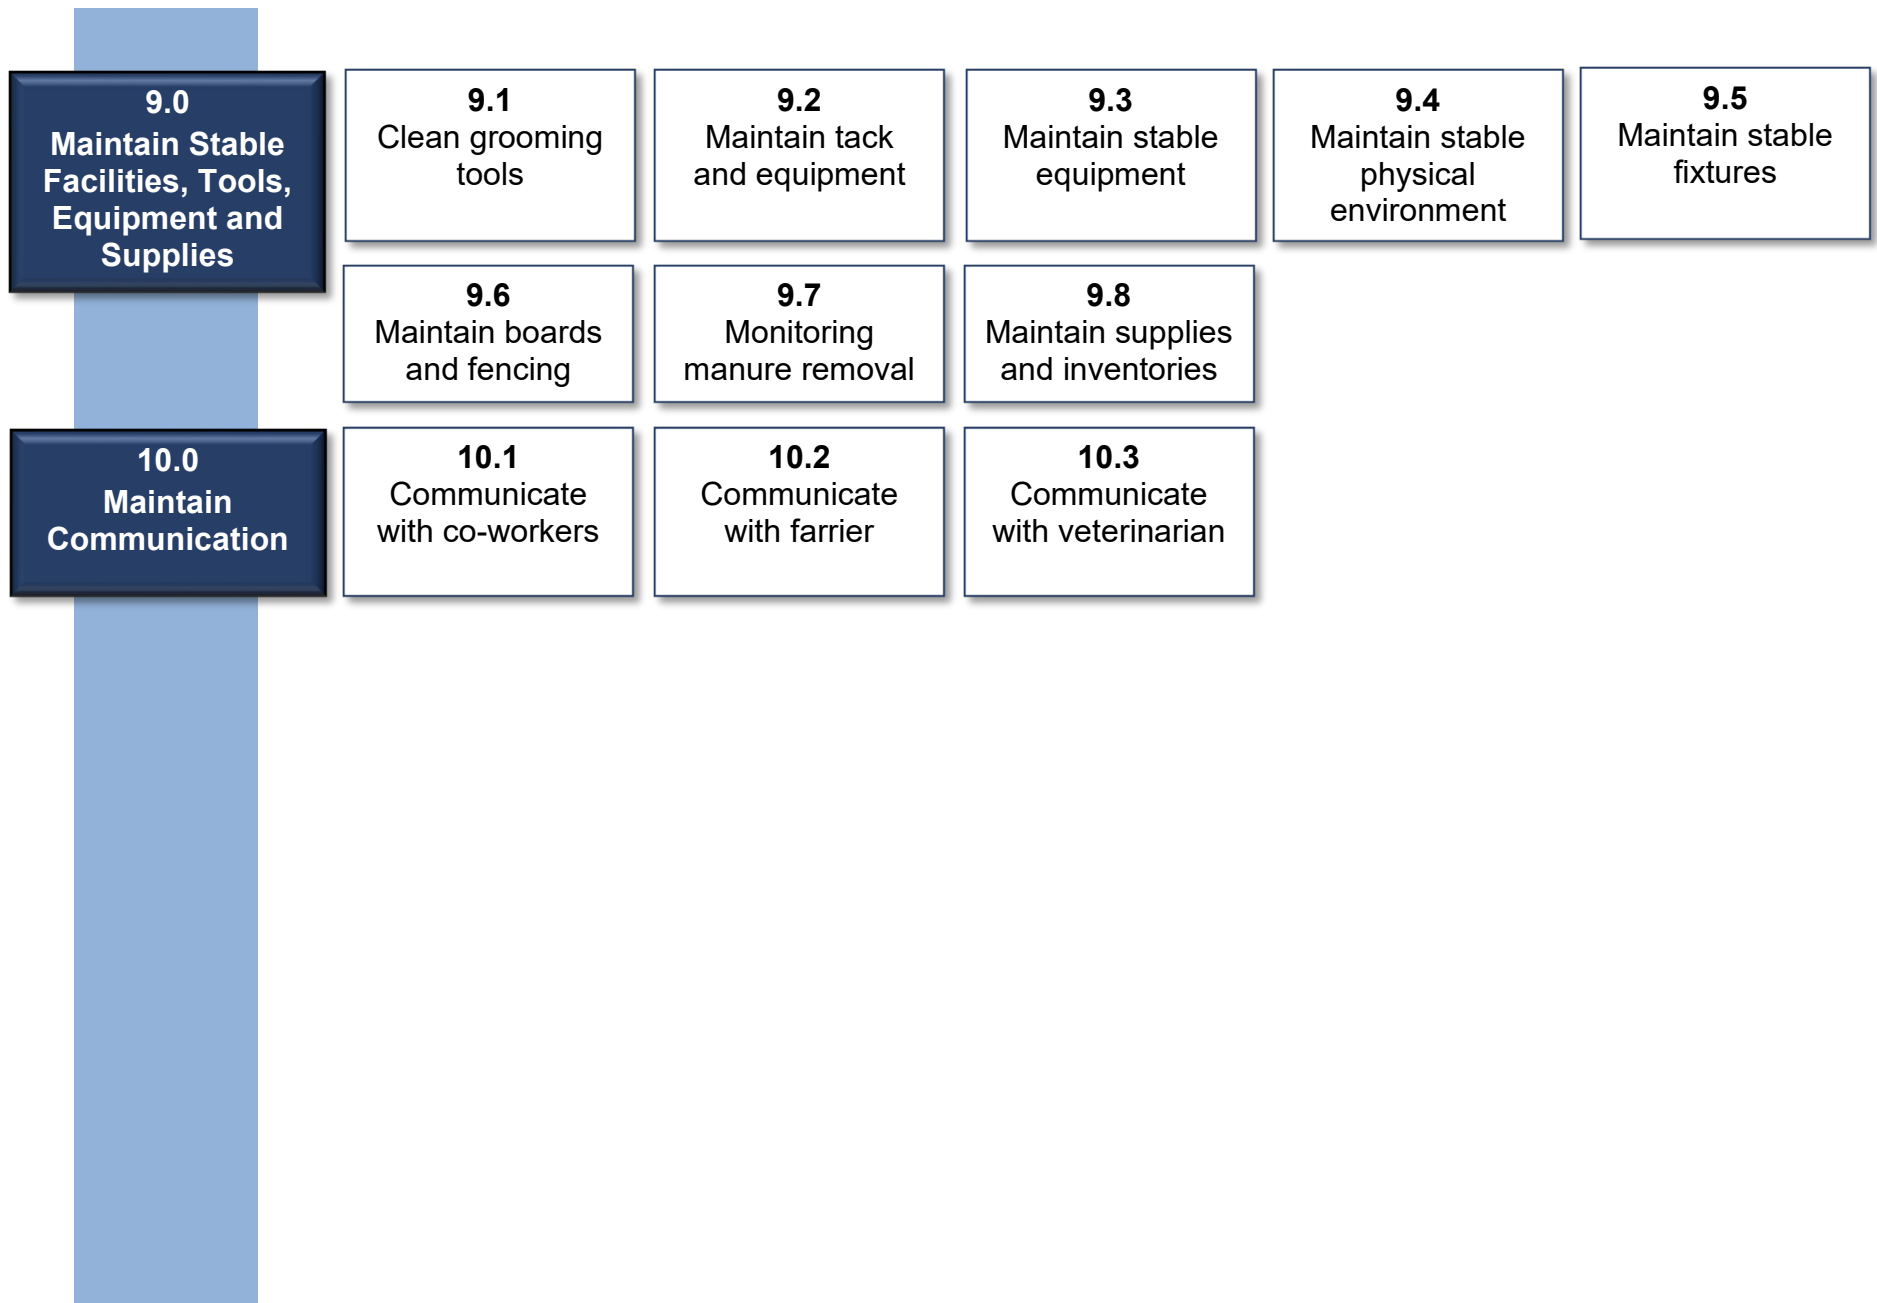 9.0
Maintain Stable
Facilities, Tools,
Equipment and
Supplies
9.1
Clean grooming
tools
9.2
Maintain tack
and equipment
9.3
Maintain stable
equipment
9.4
Maintain stable
physical
environment
9.5
Maintain stable
fixtures
9.6
Maintain boards
and fencing
9.7
Monitoring
manure removal
9.8
Maintain supplies
and inventories
10.0
Maintain
Communication
10.1
Communicate
with co-workers
10.2
Communicate
with farrier
10.3
Communicate
with veterinarian